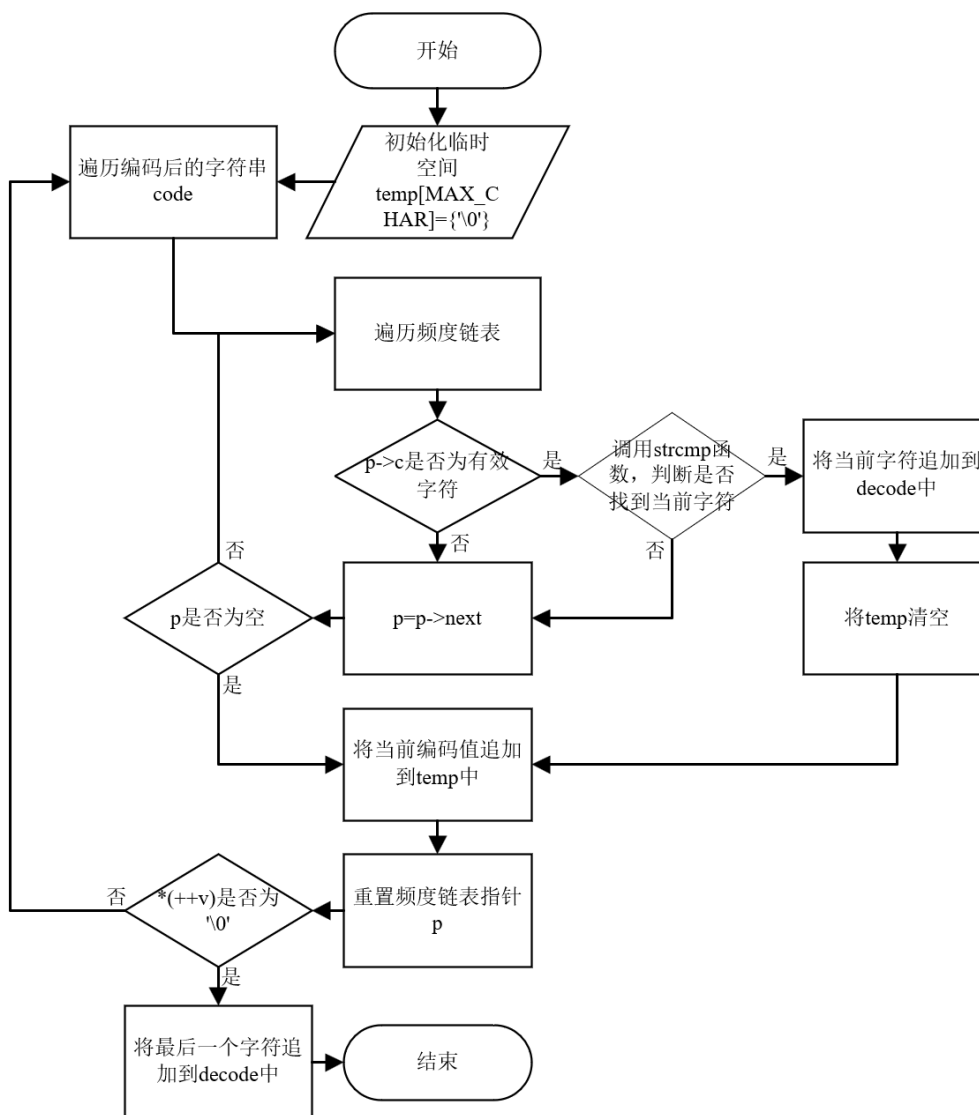 开始
初始化临时
空间
temp[MAX_C
HAR]={'\0'}
遍历编码后的字符串
code
遍历频度链表
p->c是否为有效
字符
是
调用strcmp函
数，判断是否
找到当前字符
是
将当前字符追加到
decode中
否
否
否
p是否为空
p=p->next
将temp清空
是
将当前编码值追加
到temp中
重置频度链表指针
p
否
*(++v)是否为
'\0'
是
将最后一个字符追
加到decode中
结束